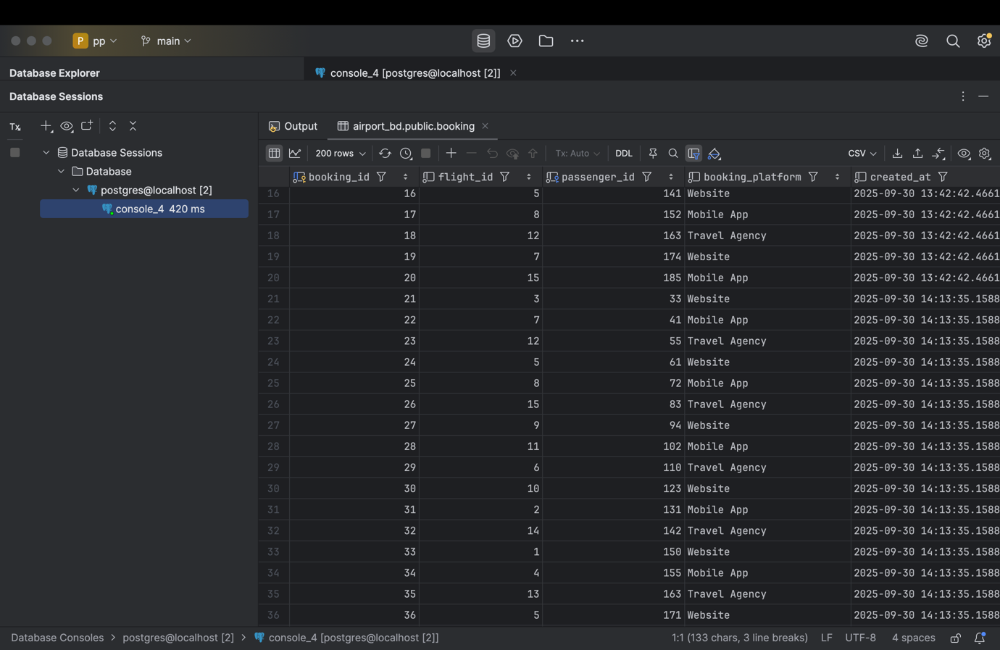 P pp main
Database Explorer console_4 [postgres@localhost [2]]
Database Sessions
Tx Output airport_bd.public.booking
Database Sessions 200 rows Tx: Auto DDL CSV
Database
postgres@localhost [2]
console_4 420 ms
booking_id flight_id passenger_id booking_platform created_at
16 16 5 141 Website 2025-09-30 13:42:42.4661
17 17 8 152 Mobile App 2025-09-30 13:42:42.4661
18 18 12 163 Travel Agency 2025-09-30 13:42:42.4661
19 19 7 174 Website 2025-09-30 13:42:42.4661
20 20 15 185 Mobile App 2025-09-30 13:42:42.4661
21 21 3 33 Website 2025-09-30 14:13:35.1588
22 22 7 41 Mobile App 2025-09-30 14:13:35.1588
23 23 12 55 Travel Agency 2025-09-30 14:13:35.1588
24 24 5 61 Website 2025-09-30 14:13:35.1588
25 25 8 72 Mobile App 2025-09-30 14:13:35.1588
26 26 15 83 Travel Agency 2025-09-30 14:13:35.1588
27 27 9 94 Website 2025-09-30 14:13:35.1588
28 28 11 102 Mobile App 2025-09-30 14:13:35.1588
29 29 6 110 Travel Agency 2025-09-30 14:13:35.1588
30 30 10 123 Website 2025-09-30 14:13:35.1588
31 31 2 131 Mobile App 2025-09-30 14:13:35.1588
32 32 14 142 Travel Agency 2025-09-30 14:13:35.1588
33 33 1 150 Website 2025-09-30 14:13:35.1588
34 34 4 155 Mobile App 2025-09-30 14:13:35.1588
35 35 13 163 Travel Agency 2025-09-30 14:13:35.1588
36 36 5 171 Website 2025-09-30 14:13:35.1588
Database Consoles > postgres@localhost [2] > console_4 [postgres@localhost [2]] 1:1 (133 chars, 3 line breaks) LF UTF-8 4 spaces